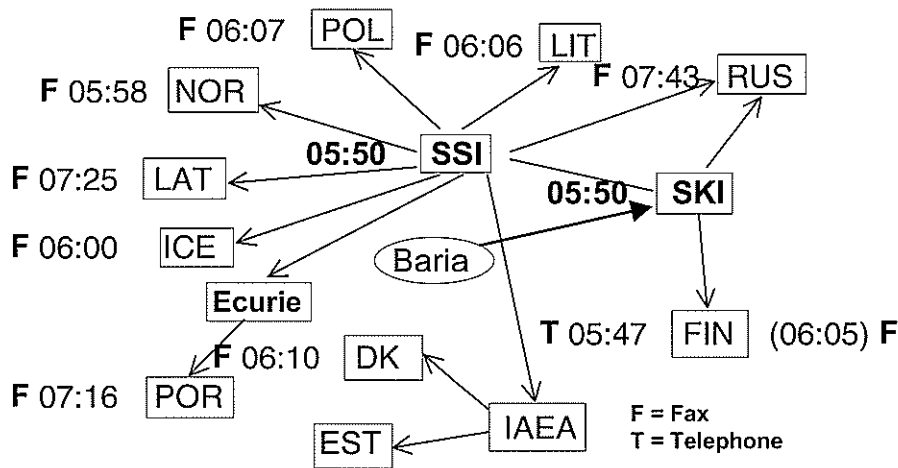 F 06:07 POL
F 06:06 LIT
F 07:43 RUS
F 05:58 NOR
05:50 SSI
F 07:25 LAT
05:50 SKI
F 06:00 ICE
Baria
Ecurie
T 05:47 FIN (06:05) F
F 06:10 DK
F 07:16 POR
EST
IAEA
F = Fax
T = Telephone